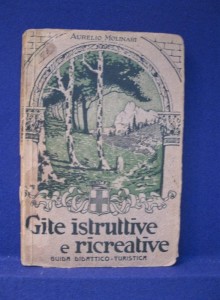 AURELIO MOLINARI
Gite istruttive
e ricreative
GUIDA DIDATTICO-TURISTICA